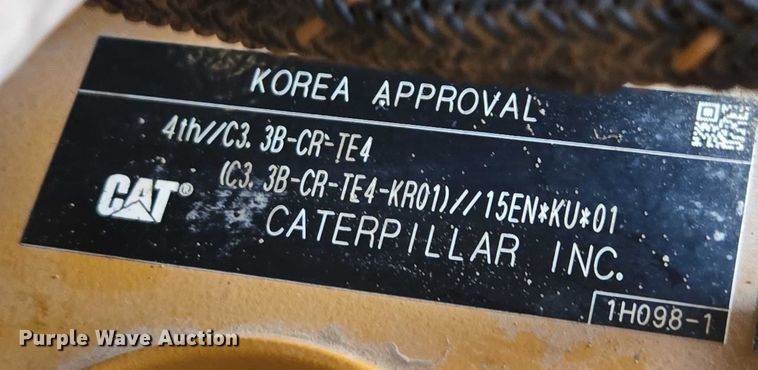 KOREA APPROVAL
4th//C3. 3B-CR-TE4
(C3. 3B-CR-TE4-KR01)//15EN*KU*01
CAT®
CATERPILLAR INC.
1H098-1
Purple Wave Auction